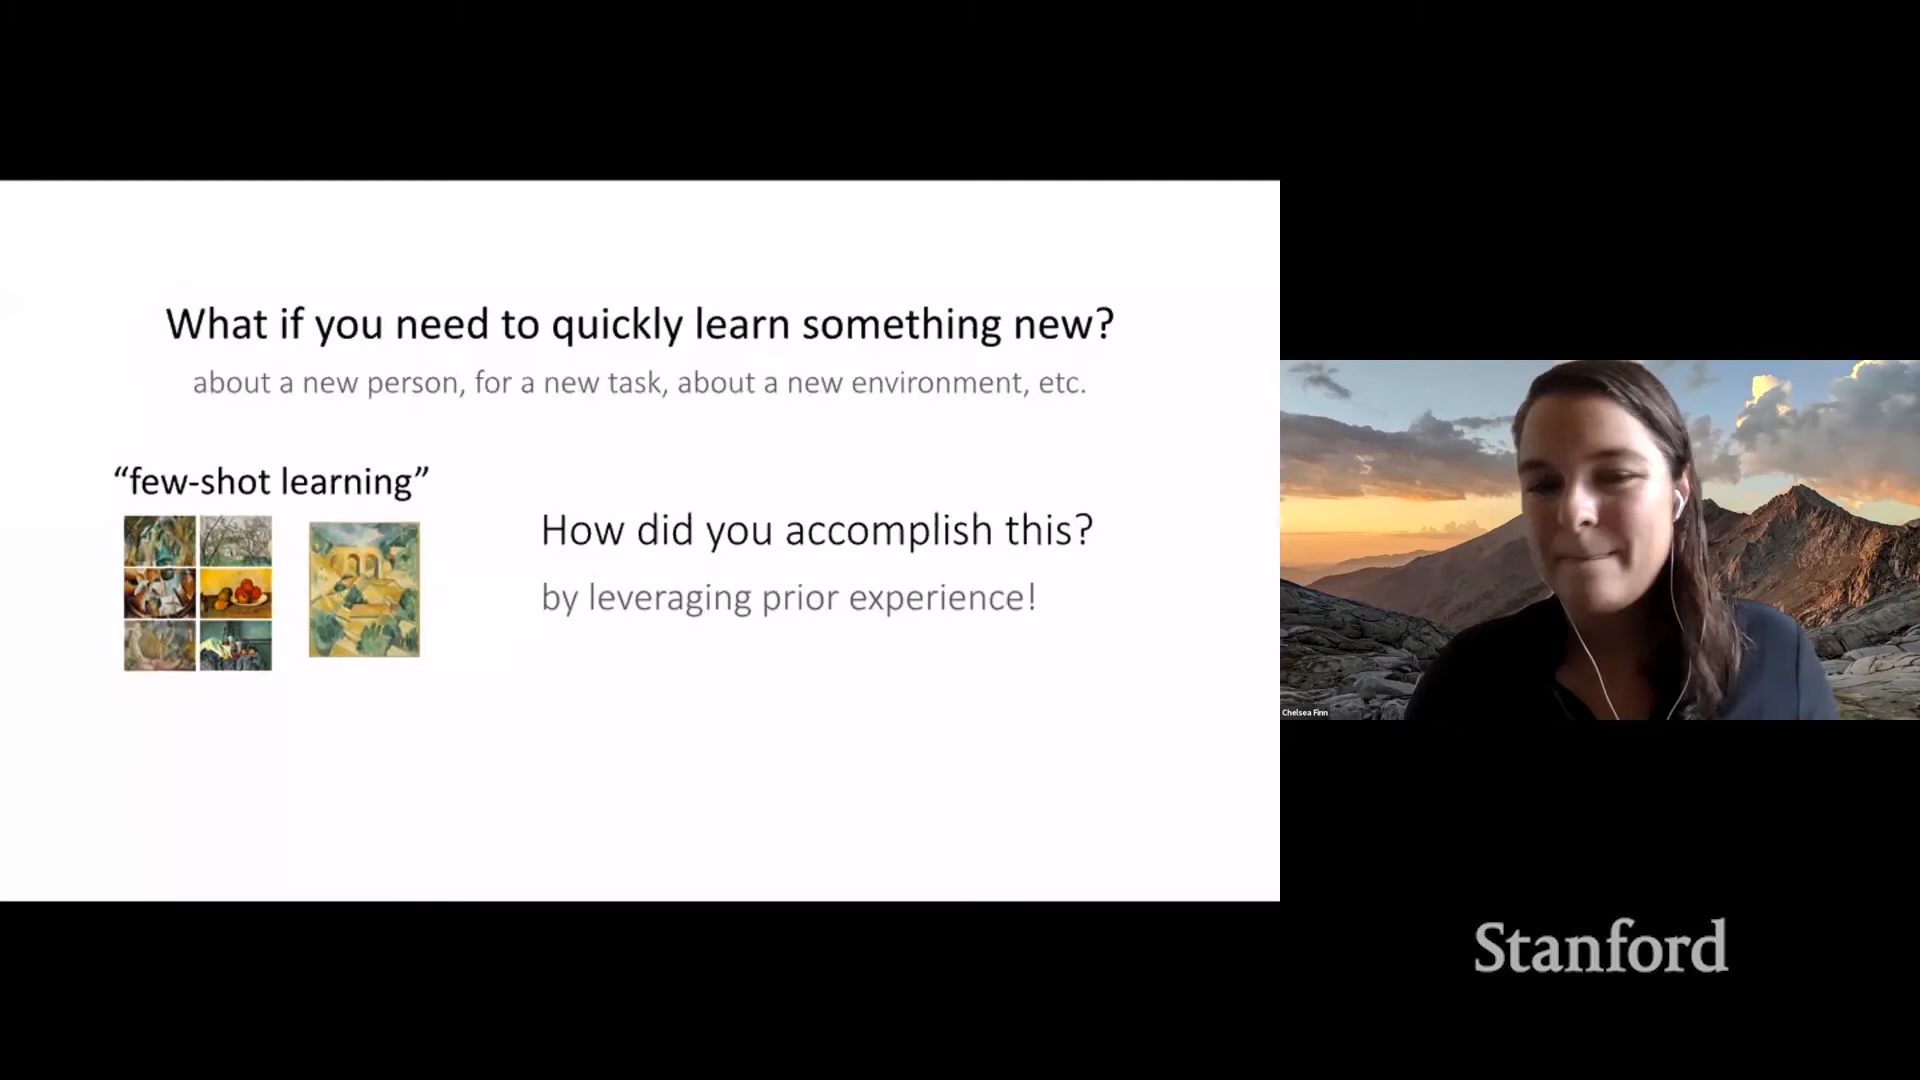 What if you need to quickly learn something new?
about a new person, for a new task, about a new environment, etc.
“few-shot learning”
How did you accomplish this?
by leveraging prior experience!
Chelsea Finn
Stanford